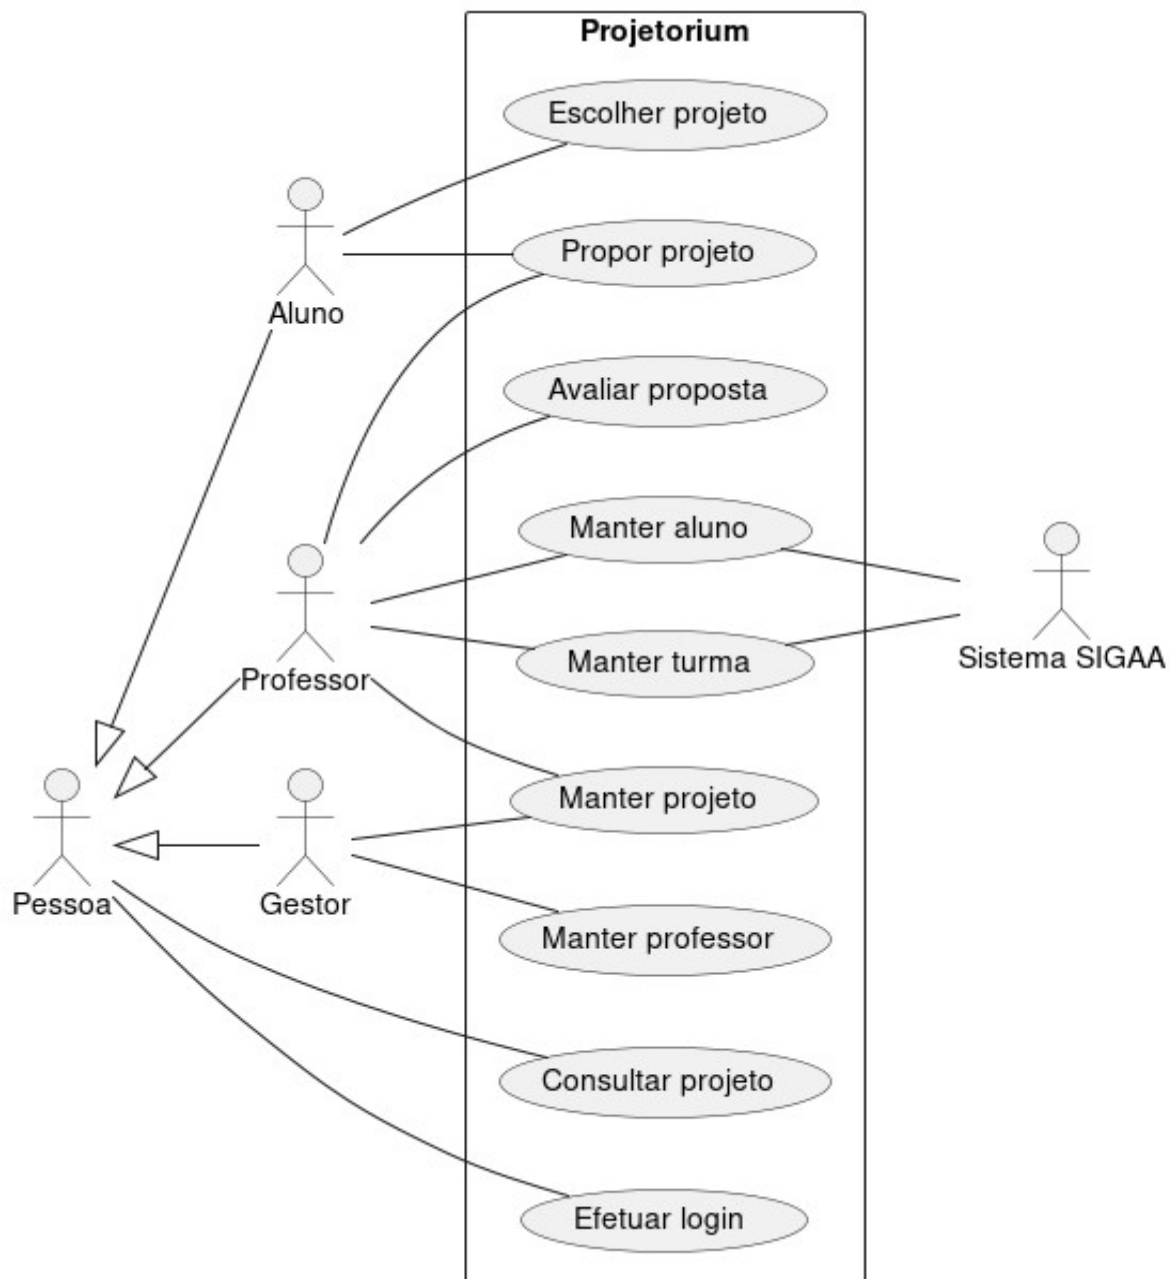 Projetorium
Escolher projeto
Propor projeto
Aluno
Avaliar proposta
Manter aluno
Professor
Manter turma
Sistema SIGAA
Manter projeto
Pessoa
Gestor
Manter professor
Consultar projeto
Efetuar login